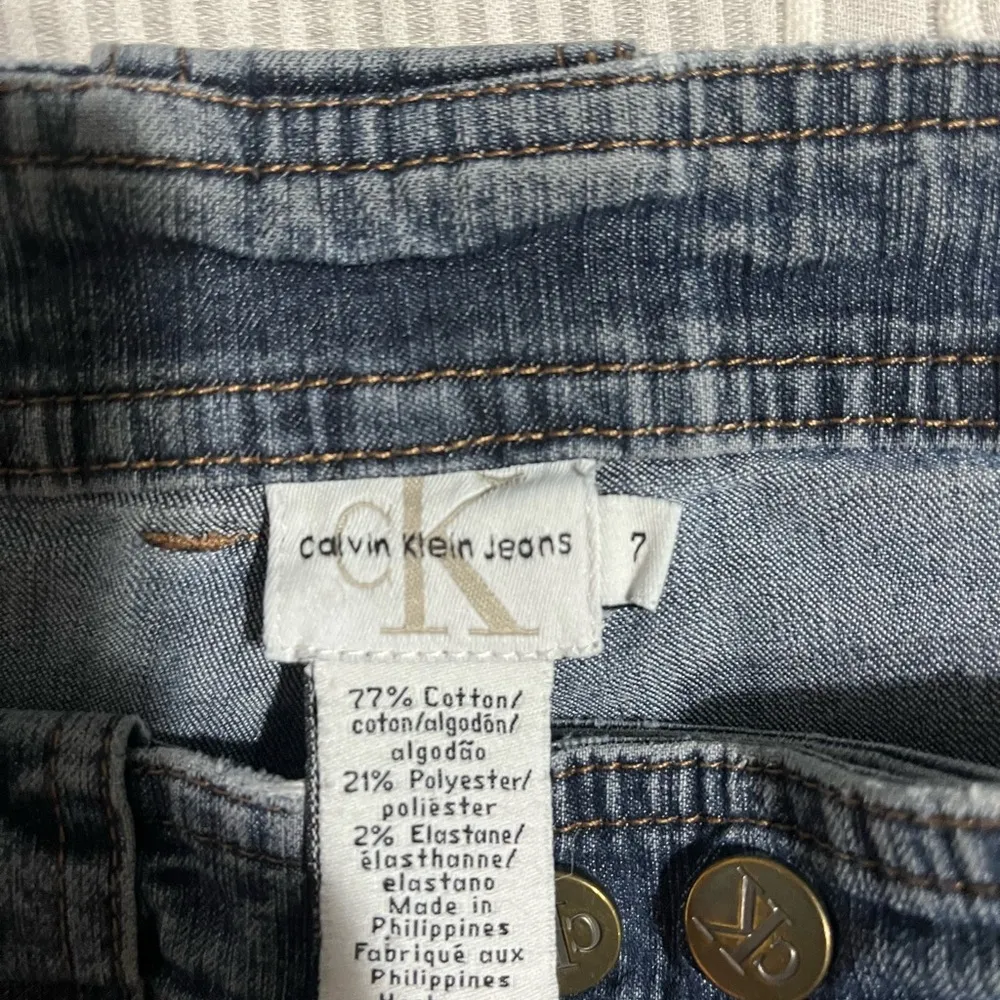 cK
calvin klein jeans
7
77% Cotton/
coton/algodón/
algodão
21% Polyester/
poliéster
2% Elastane/
élasthanne/
elastano
Made in
Philippines
Fabriqué aux
Philippines
cK
cK